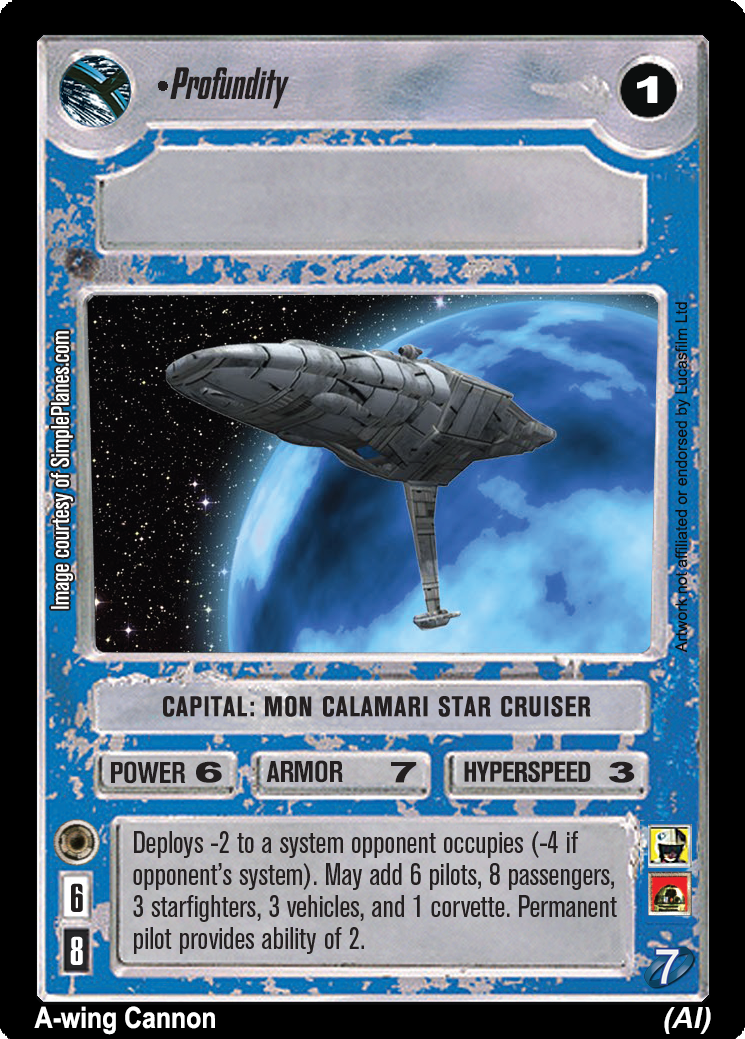 •Profundity
1
Image courtesy of SimplePlanes.com
Artwork not affiliated or endorsed by Lucasfilm Ltd
CAPITAL: MON CALAMARI STAR CRUISER
POWER 6
ARMOR 7
HYPERSPEED 3
Deploys -2 to a system opponent occupies (-4 if
opponent's system). May add 6 pilots, 8 passengers,
3 starfighters, 3 vehicles, and 1 corvette. Permanent
pilot provides ability of 2.
6
8
7
A-wing Cannon
(AI)